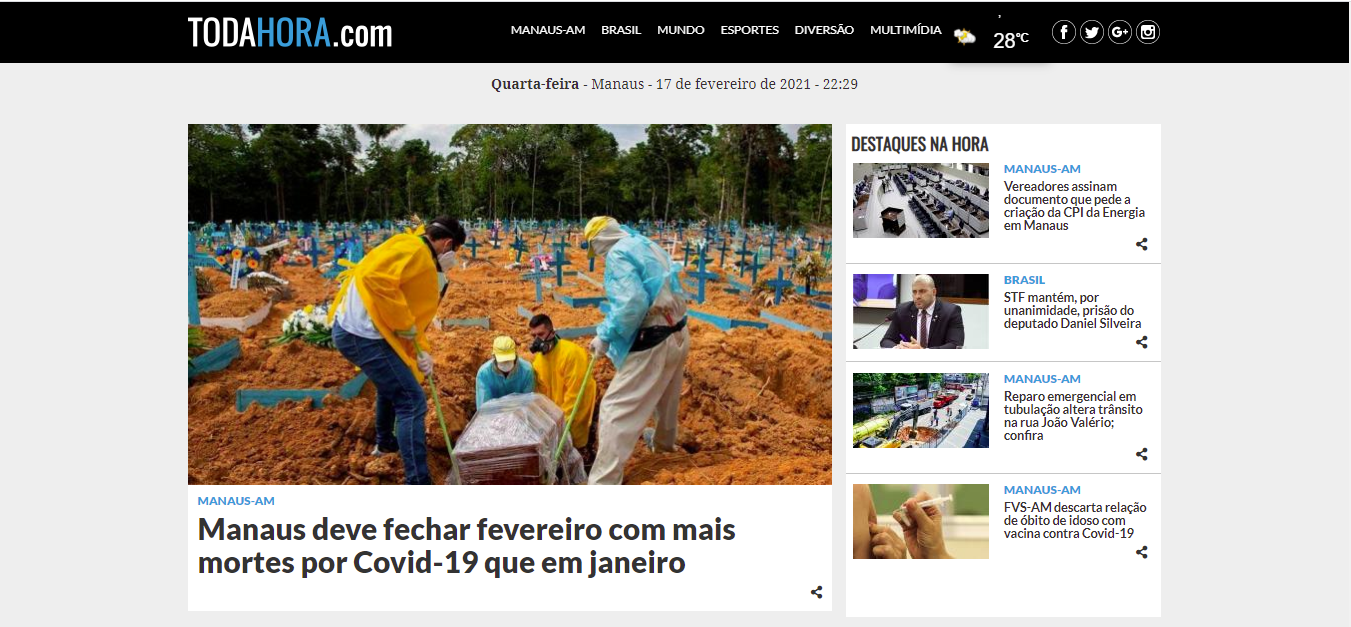 TODAHORA.com
MANAUS-AM BRASIL MUNDO ESPORTES DIVERSÃO MULTIMÍDIA
,
28°C
Quarta-feira - Manaus - 17 de fevereiro de 2021 - 22:29
MANAUS-AM
Manaus deve fechar fevereiro com mais
mortes por Covid-19 que em janeiro
DESTAQUES NA HORA
MANAUS-AM
Vereadores assinam
documento que pede a
criação da CPI da Energia
em Manaus
BRASIL
STF mantém, por
unanimidade, prisão do
deputado Daniel Silveira
MANAUS-AM
Reparo emergencial em
tubulação altera trânsito
na rua João Valério;
confira
MANAUS-AM
FVS-AM descarta relação
de óbito de idoso com
vacina contra Covid-19